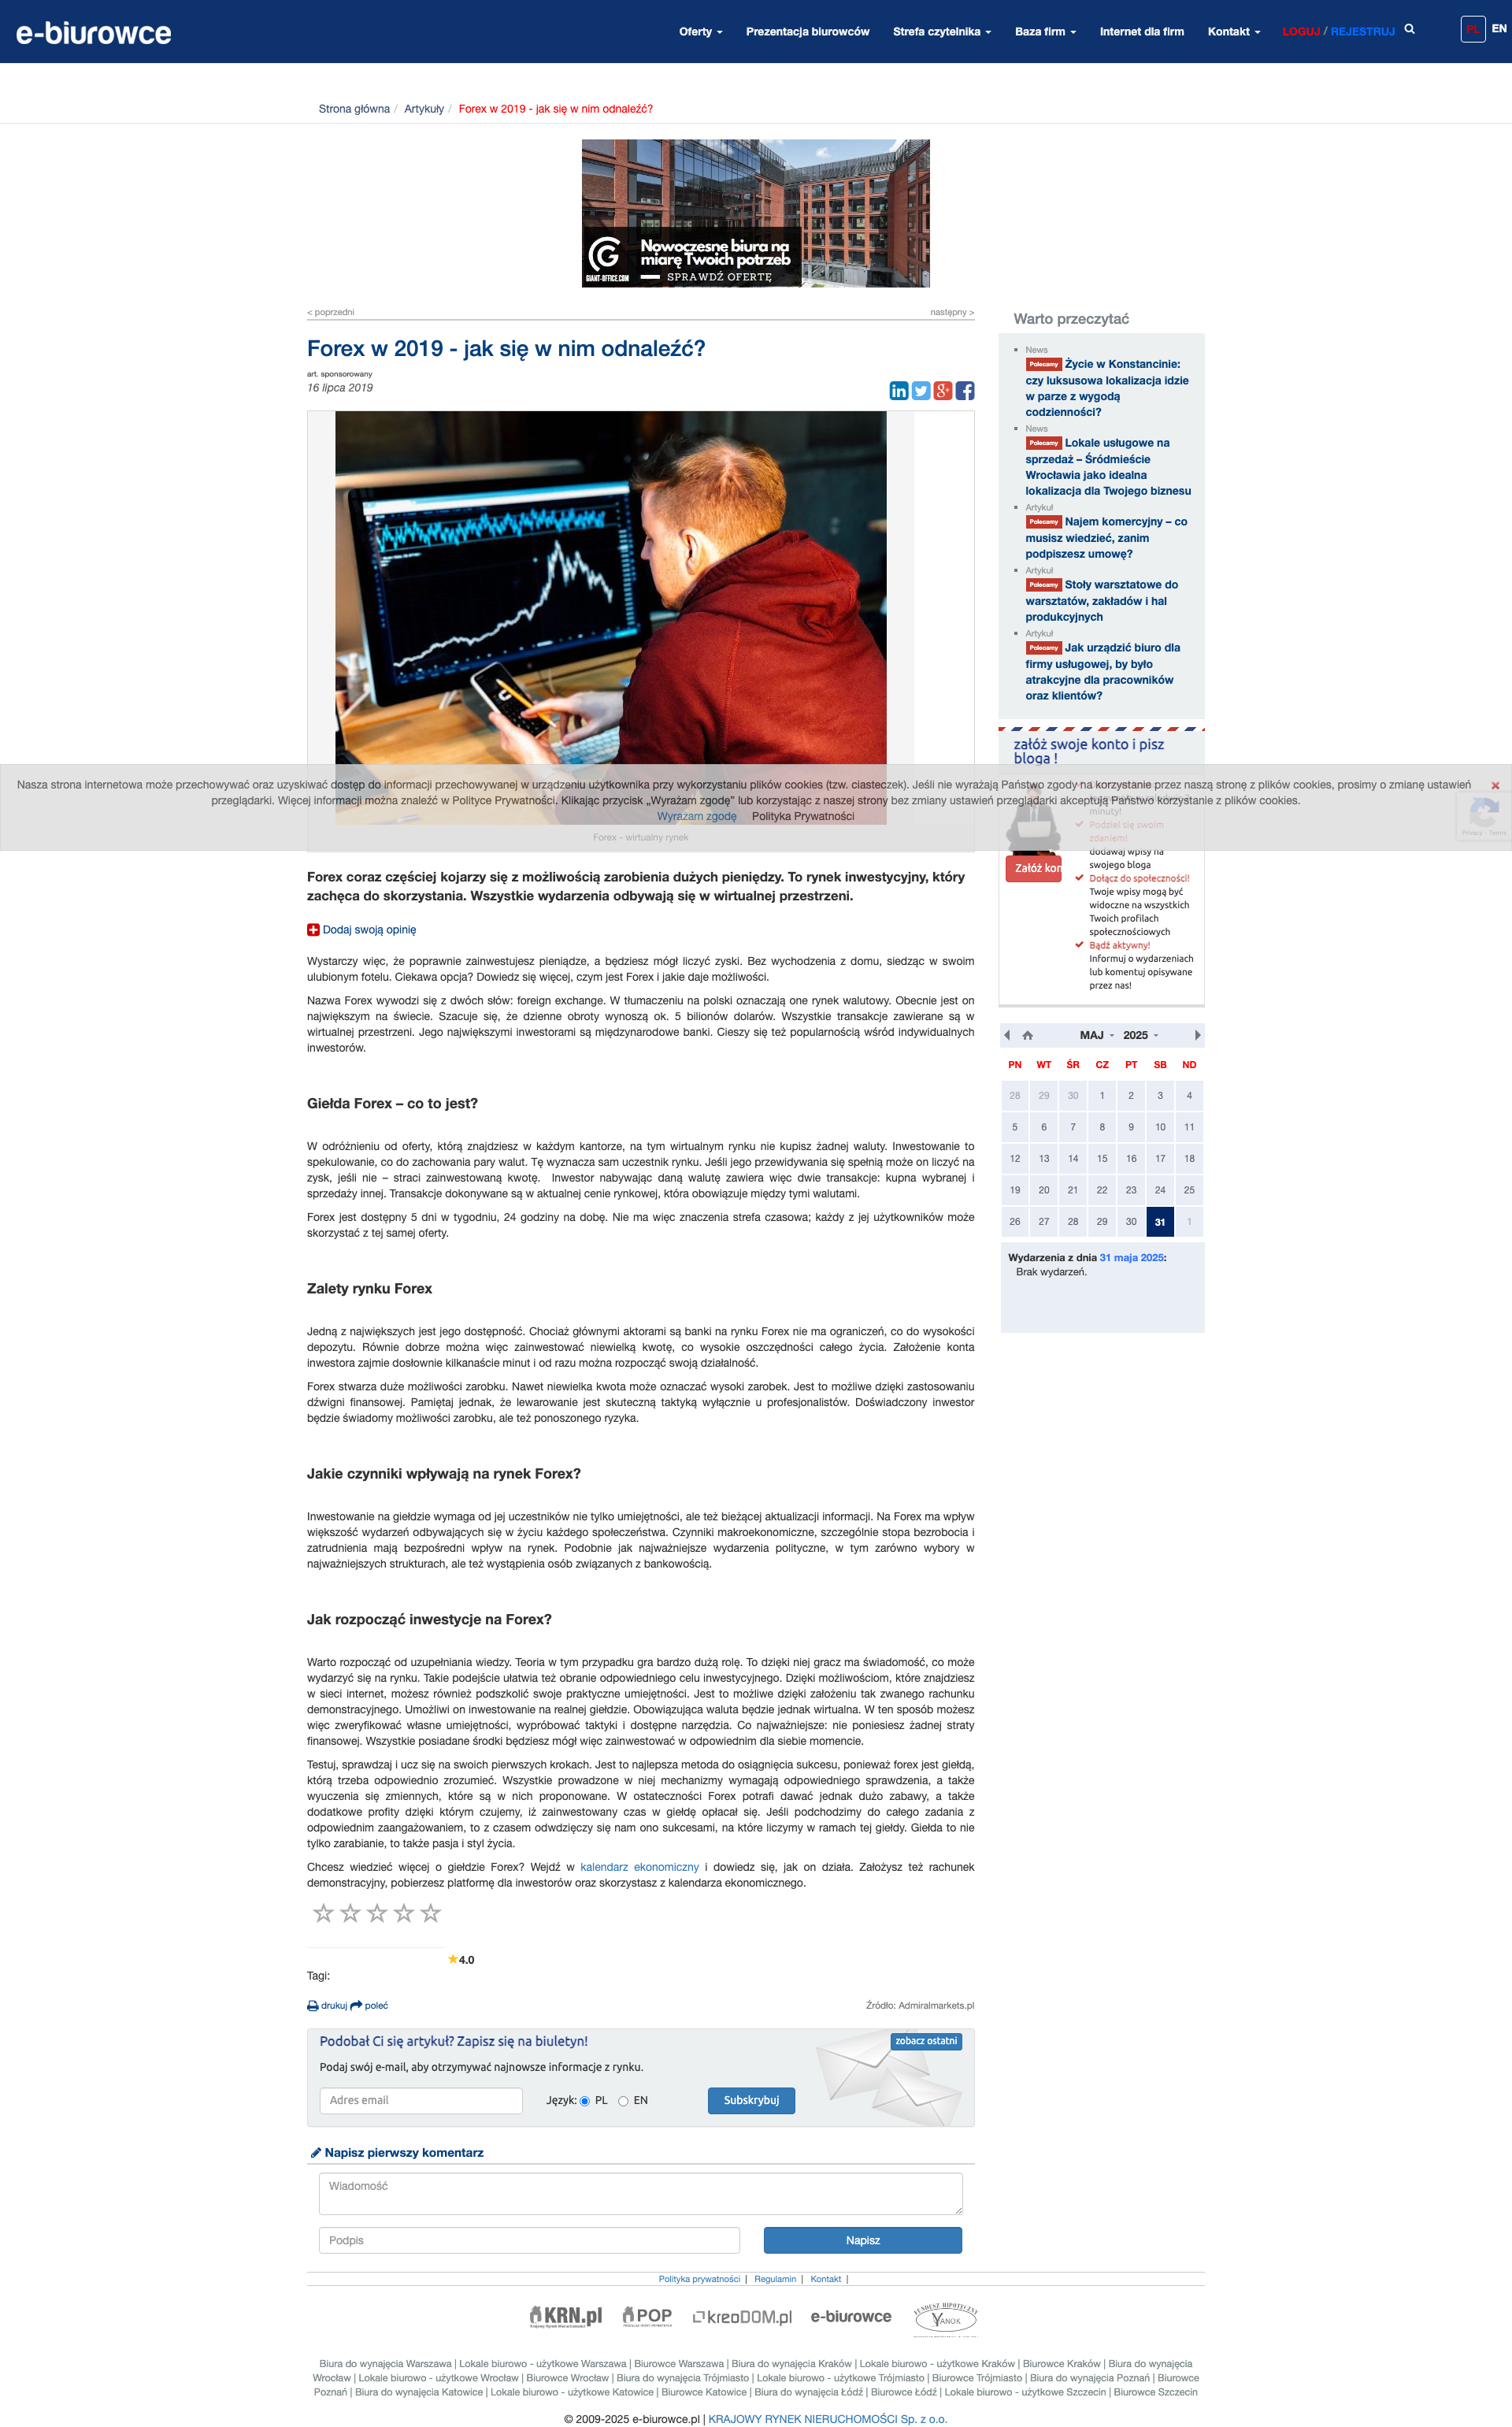 e-biurowce
Oferty
Prezentacja biurowców
Strefa czytelnika
Baza firm
Internet dla firm
Kontakt
LOGUJ / REJESTRUJ
PL
EN
Strona główna / Artykuły / Forex w 2019 - jak się w nim odnaleźć?
GIANT-OFFICE.COM
Nowoczesne biura na
miarę Twoich potrzeb
SPRAWDŹ OFERTĘ
< poprzedni
następny >
Forex w 2019 - jak się w nim odnaleźć?
art. sponsorowany
16 lipca 2019
Forex - wirtualny rynek
Forex coraz częściej kojarzy się z możliwością zarobienia dużych pieniędzy. To rynek inwestycyjny, który
zachęca do skorzystania. Wszystkie wydarzenia odbywają się w wirtualnej przestrzeni.
Dodaj swoją opinię
Wystarczy więc, że poprawnie zainwestujesz pieniądze, a będziesz mógł liczyć zyski. Bez wychodzenia z domu, siedząc w swoim
ulubionym fotelu. Ciekawa opcja? Dowiedz się więcej, czym jest Forex i jakie daje możliwości.
Nazwa Forex wywodzi się z dwóch słów: foreign exchange. W tłumaczeniu na polski oznaczają one rynek walutowy. Obecnie jest on
największym na świecie. Szacuje się, że dzienne obroty wynoszą ok. 5 bilionów dolarów. Wszystkie transakcje zawierane są w
wirtualnej przestrzeni. Jego największymi inwestorami są międzynarodowe banki. Cieszy się też popularnością wśród indywidualnych
inwestorów.
Giełda Forex – co to jest?
W odróżnieniu od oferty, którą znajdziesz w każdym kantorze, na tym wirtualnym rynku nie kupisz żadnej waluty. Inwestowanie to
spekulowanie, co do zachowania pary walut. Tę wyznacza sam uczestnik rynku. Jeśli jego przewidywania się spełnią może on liczyć na
zysk, jeśli nie – straci zainwestowaną kwotę. Inwestor nabywając daną walutę zawiera więc dwie transakcje: kupna wybranej i
sprzedaży innej. Transakcje dokonywane są w aktualnej cenie rynkowej, która obowiązuje między tymi walutami.
Forex jest dostępny 5 dni w tygodniu, 24 godziny na dobę. Nie ma więc znaczenia strefa czasowa; każdy z jej użytkowników może
skorzystać z tej samej oferty.
Zalety rynku Forex
Jedną z największych jest jego dostępność. Chociaż głównymi aktorami są banki na rynku Forex nie ma ograniczeń, co do wysokości
depozytu. Równie dobrze można więc zainwestować niewielką kwotę, co wysokie oszczędności całego życia. Założenie konta
inwestora zajmie dosłownie kilkanaście minut i od razu można rozpocząć swoją działalność.
Forex stwarza duże możliwości zarobku. Nawet niewielka kwota może oznaczać wysoki zarobek. Jest to możliwe dzięki zastosowaniu
dźwigni finansowej. Pamiętaj jednak, że lewarowanie jest skuteczną taktyką wyłącznie u profesjonalistów. Doświadczony inwestor
będzie świadomy możliwości zarobku, ale też ponoszonego ryzyka.
Jakie czynniki wpływają na rynek Forex?
Inwestowanie na giełdzie wymaga od jej uczestników nie tylko umiejętności, ale też bieżącej aktualizacji informacji. Na Forex ma wpływ
większość wydarzeń odbywających się w życiu każdego społeczeństwa. Czynniki makroekonomiczne, szczególnie stopa bezrobocia i
zatrudnienia mają bezpośredni wpływ na rynek. Podobnie jak najważniejsze wydarzenia polityczne, w tym zarówno wybory w
najważniejszych strukturach, ale też wystąpienia osób związanych z bankowością.
Jak rozpocząć inwestycje na Forex?
Warto rozpocząć od uzupełniania wiedzy. Teoria w tym przypadku gra bardzo dużą rolę. To dzięki niej gracz ma świadomość, co może
wydarzyć się na rynku. Takie podejście ułatwia też obranie odpowiedniego celu inwestycyjnego. Dzięki możliwościom, które znajdziesz
w sieci internet, możesz również podszkolić swoje praktyczne umiejętności. Jest to możliwe dzięki założeniu tak zwanego rachunku
demonstracyjnego. Umożliwi on inwestowanie na realnej giełdzie. Obowiązująca waluta będzie jednak wirtualna. W ten sposób możesz
więc zweryfikować własne umiejętności, wypróbować taktyki i dostępne narzędzia. Co najważniejsze: nie poniesiesz żadnej straty
finansowej. Wszystkie posiadane środki będziesz mógł więc zainwestować w odpowiednim dla siebie momencie.
Testuj, sprawdzaj i ucz się na swoich pierwszych krokach. Jest to najlepsza metoda do osiągnięcia sukcesu, ponieważ forex jest giełdą,
którą trzeba odpowiednio zrozumieć. Wszystkie prowadzone w niej mechanizmy wymagają odpowiedniego sprawdzenia, a także
wyuczenia się zmiennych, które są w nich proponowane. W ostateczności Forex potrafi dawać jednak dużo zabawy, a także
dodatkowe profity dzięki którym czujemy, iż zainwestowany czas w giełdę opłacał się. Jeśli podchodzimy do całego zadania z
odpowiednim zaangażowaniem, to z czasem odwdzięczy się nam ono sukcesami, na które liczymy w ramach tej giełdy. Giełda to nie
tylko zarabianie, to także pasja i styl życia.
Chcesz wiedzieć więcej o giełdzie Forex? Wejdź w kalendarz ekonomiczny i dowiedz się, jak on działa. Założysz też rachunek
demonstracyjny, pobierzesz platformę dla inwestorów oraz skorzystasz z kalendarza ekonomicznego.
4.0
Tagi:
drukuj poleć
Źródło: Admiralmarkets.pl
Podobał Ci się artykuł? Zapisz się na biuletyn!
zobacz ostatni
Podaj swój e-mail, aby otrzymywać najnowsze informacje z rynku.
Adres email
Język: PL EN
Subskrybuj
Napisz pierwszy komentarz
Wiadomość
Podpis
Napisz
Warto przeczytać
News
Polecamy Życie w Konstancinie:
czy luksusowa lokalizacja idzie
w parze z wygodą
codzienności?
News
Polecamy Lokale usługowe na
sprzedaż – Śródmieście
Wrocławia jako idealna
lokalizacja dla Twojego biznesu
Artykuł
Polecamy Najem komercyjny – co
musisz wiedzieć, zanim
podpiszesz umowę?
Artykuł
Polecamy Stoły warsztatowe do
warsztatów, zakładów i hal
produkcyjnych
Artykuł
Polecamy Jak urządzić biuro dla
firmy usługowej, by było
atrakcyjne dla pracowników
oraz klientów?
załóż swoje konto i pisz
bloga !
minuty!
Podziel się swoim
zdaniem!
dodawaj wpisy na
swojego bloga
Załóż kon
Dołącz do społeczności!
Twoje wpisy mogą być
widoczne na wszystkich
Twoich profilach
społecznościowych
Bądź aktywny!
Informuj o wydarzeniach
lub komentuj opisywane
przez nas!
MAJ 2025
PN WT ŚR CZ PT SB ND
28 29 30 1 2 3 4
5 6 7 8 9 10 11
12 13 14 15 16 17 18
19 20 21 22 23 24 25
26 27 28 29 30 31 1
Wydarzenia z dnia 31 maja 2025:
Brak wydarzeń.
Nasza strona internetowa może przechowywać oraz uzyskiwać dostęp do informacji przechowywanej w urządzeniu użytkownika przy wykorzystaniu plików cookies (tzw. ciasteczek). Jeśli nie wyrażają Państwo zgody na korzystanie przez naszą stronę z plików cookies, prosimy o zmianę ustawień
przeglądarki. Więcej informacji można znaleźć w Polityce Prywatności. Klikając przycisk „Wyrażam zgodę” lub korzystając z naszej strony bez zmiany ustawień przeglądarki akceptują Państwo wykorzystanie z plików cookies.
Wyrażam zgodę Polityka Prywatności
Privacy - Terms
Polityka prywatności | Regulamin | Kontakt |
KRN.pl
POP
kreoDOM.pl
e-biurowce
FUNDUSZ HIPOTECZNY
YANOK
Biura do wynajęcia Warszawa | Lokale biurowo - użytkowe Warszawa | Biurowce Warszawa | Biura do wynajęcia Kraków | Lokale biurowo - użytkowe Kraków | Biurowce Kraków | Biura do wynajęcia
Wrocław | Lokale biurowo - użytkowe Wrocław | Biurowce Wrocław | Biura do wynajęcia Trójmiasto | Lokale biurowo - użytkowe Trójmiasto | Biurowce Trójmiasto | Biura do wynajęcia Poznań | Biurowce
Poznań | Biura do wynajęcia Katowice | Lokale biurowo - użytkowe Katowice | Biurowce Katowice | Biura do wynajęcia Łódź | Biurowce Łódź | Lokale biurowo - użytkowe Szczecin | Biurowce Szczecin
© 2009-2025 e-biurowce.pl | KRAJOWY RYNEK NIERUCHOMOŚCI Sp. z o.o.